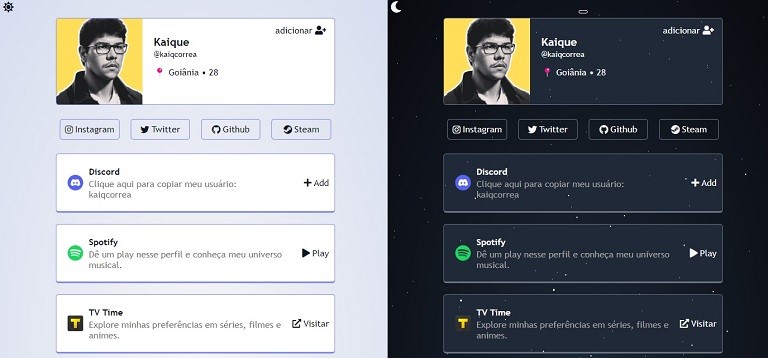 adicionar
Kaique
@kaiqcorrea
Goiânia • 28
Instagram
Twitter
Github
Steam
Discord
Clique aqui para copiar meu usuário:
kaiqcorrea
Add
Spotify
Dê um play nesse perfil e conheça meu universo
musical.
Play
TV Time
Explore minhas preferências em séries, filmes e
animes.
Visitar
adicionar
Kaique
@kaiqcorrea
Goiânia • 28
Instagram
Twitter
Github
Steam
Discord
Clique aqui para copiar meu usuário:
kaiqcorrea
Add
Spotify
Dê um play nesse perfil e conheça meu universo
musical.
Play
TV Time
Explore minhas preferências em séries, filmes e
animes.
Visitar